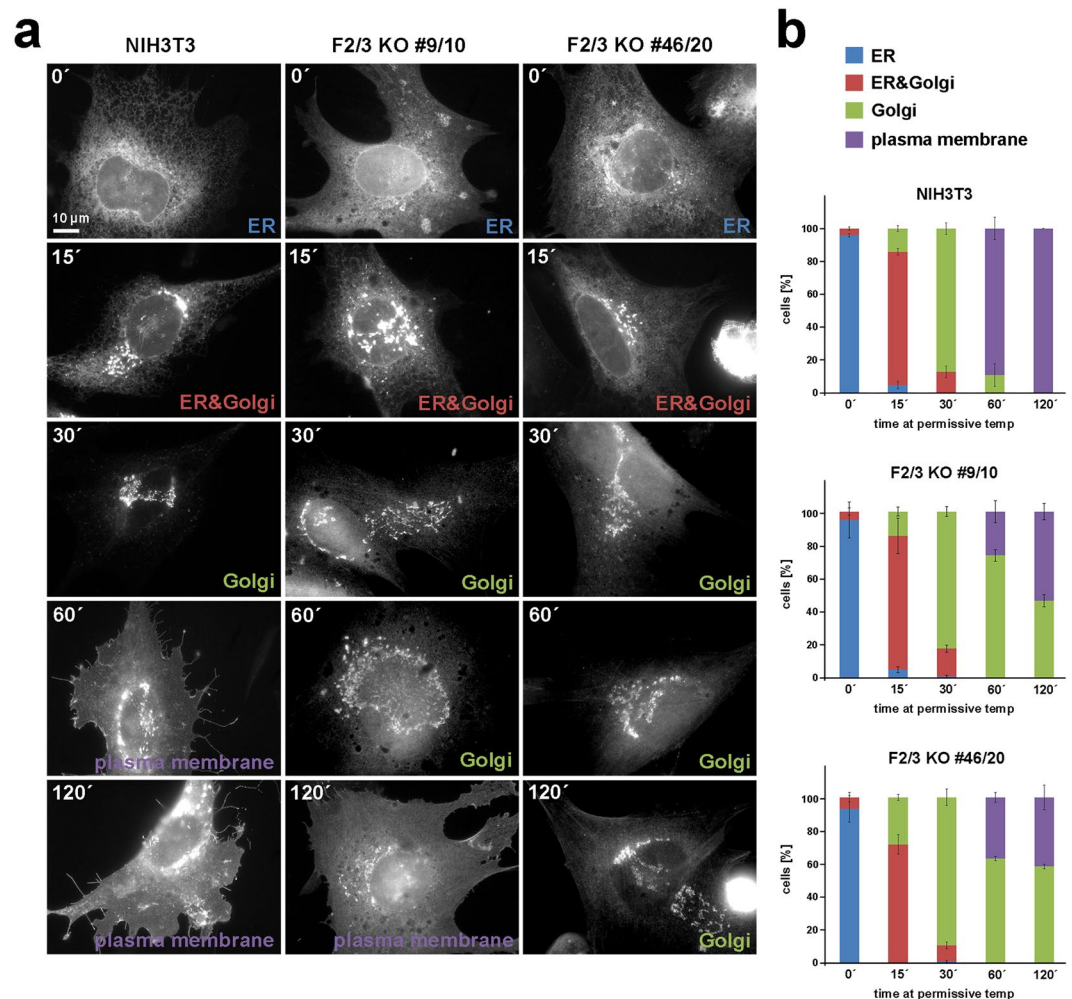 a
NIH3T3
F2/3 KO #9/10
F2/3 KO #46/20
0´
10 µm
ER
0´
ER
0´
ER
15´
ER&Golgi
15´
ER&Golgi
15´
ER&Golgi
30´
Golgi
30´
Golgi
30´
Golgi
60´
plasma membrane
60´
Golgi
60´
Golgi
120´
plasma membrane
120´
plasma membrane
120´
Golgi
b
ER
ER&Golgi
Golgi
plasma membrane
NIH3T3
cells [%]
100
80
60
40
20
0
0´ 15´ 30´ 60´ 120´
time at permissive temp
F2/3 KO #9/10
cells [%]
100
80
60
40
20
0
0´ 15´ 30´ 60´ 120´
time at permissive temp
F2/3 KO #46/20
cells [%]
100
80
60
40
20
0
0´ 15´ 30´ 60´ 120´
time at permissive temp